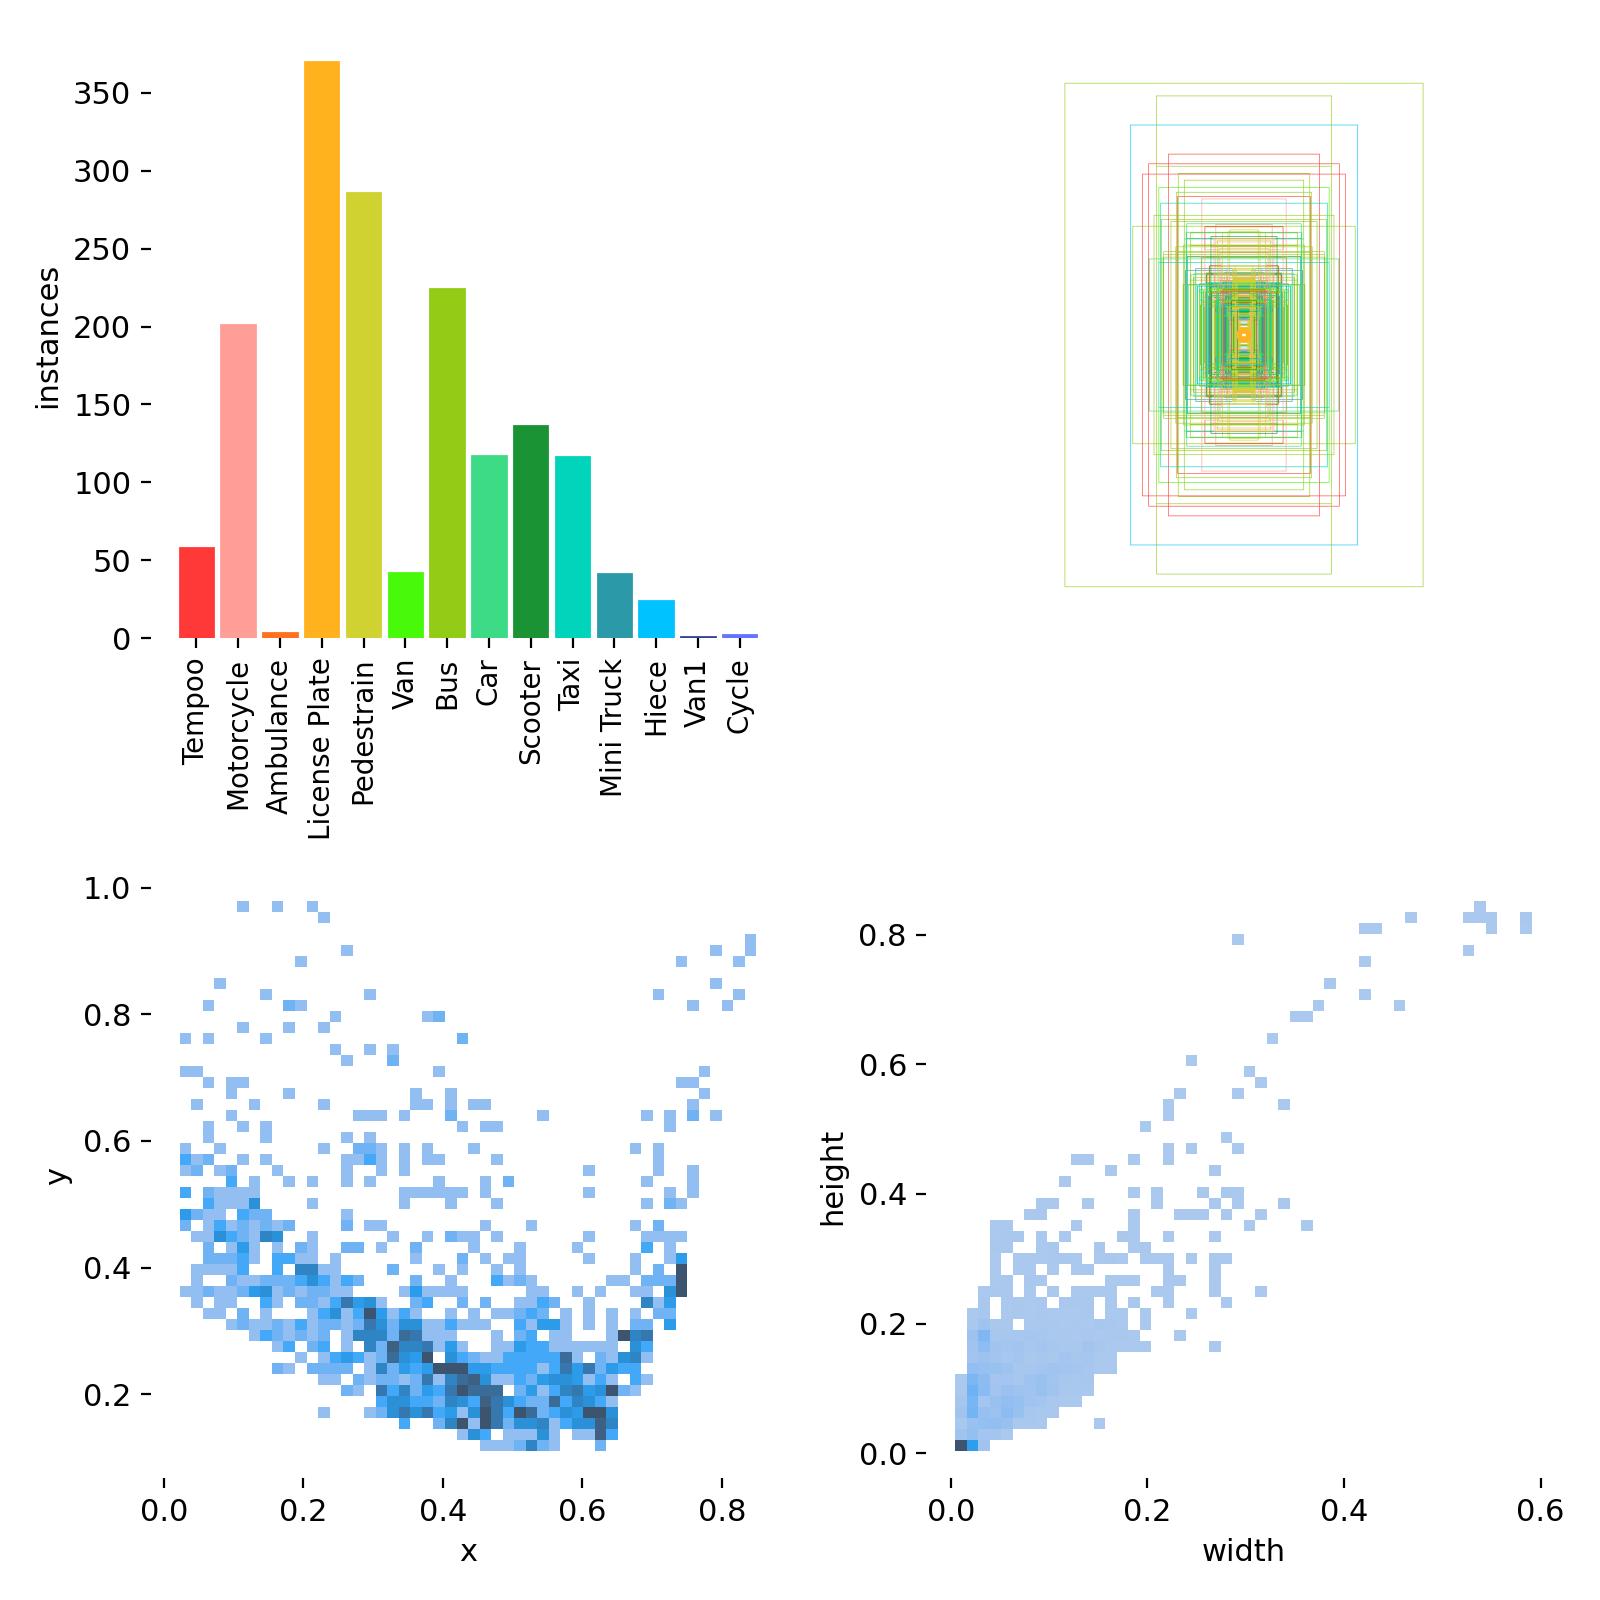 350
300
250
200
150
100
50
0
instances
Tempoo
Motorcycle
Ambulance
License Plate
Pedestrain
Van
Bus
Car
Scooter
Taxi
Mini Truck
Hiece
Van1
Cycle
1.0
0.8
0.6
0.4
0.2
y
0.0 0.2 0.4 0.6 0.8
x
0.8
0.6
0.4
0.2
0.0
height
0.0 0.2 0.4 0.6
width